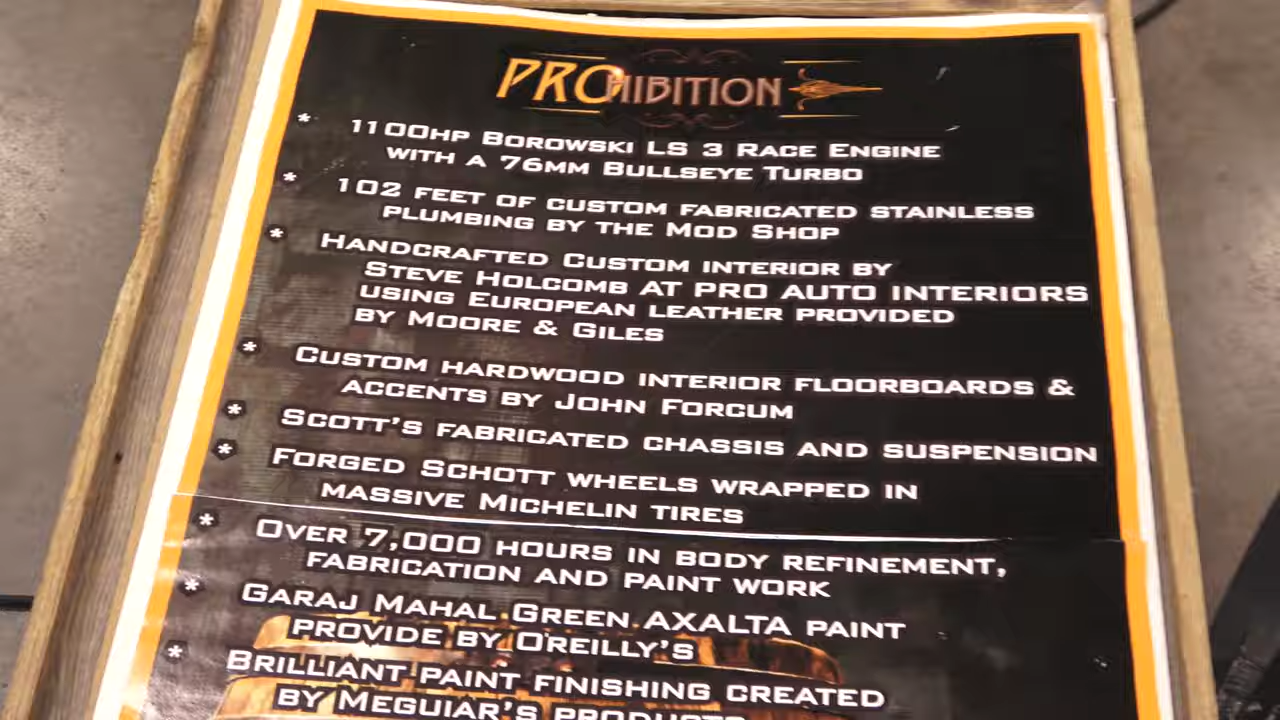 PROHIBITION
* 1100HP BOROWSKI LS 3 RACE ENGINE
WITH A 76MM BULLSEYE TURBO
* 102 FEET OF CUSTOM FABRICATED STAINLESS
PLUMBING BY THE MOD SHOP
* HANDCRAFTED CUSTOM INTERIOR BY
STEVE HOLCOMB AT PRO AUTO INTERIORS
USING EUROPEAN LEATHER PROVIDED
BY MOORE & GILES
* CUSTOM HARDWOOD INTERIOR FLOORBOARDS &
ACCENTS BY JOHN FORCUM
* SCOTT'S FABRICATED CHASSIS AND SUSPENSION
* FORGED SCHOTT WHEELS WRAPPED IN
MASSIVE MICHELIN TIRES
* OVER 7,000 HOURS IN BODY REFINEMENT,
FABRICATION AND PAINT WORK
* GARAJ MAHAL GREEN AXALTA PAINT
PROVIDE BY O'REILLY'S
* BRILLIANT PAINT FINISHING CREATED
BY MEGUIAR'S PRODUCTS